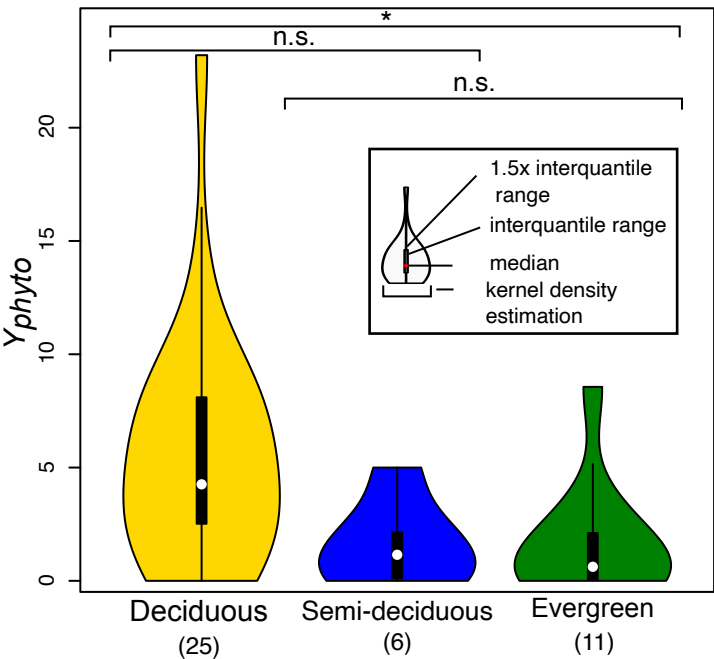 *
n.s.
n.s.
20
15
10
5
0
Yphyto
1.5x interquantile
range
interquantile range
median
kernel density
estimation
Deciduous
(25)
Semi-deciduous
(6)
Evergreen
(11)